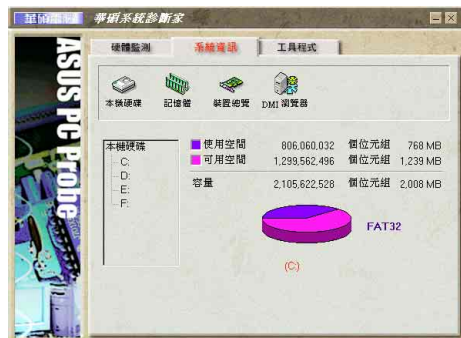 華碩電腦 華碩系統診斷家
硬體監測 系統資訊 工具程式
本機硬碟 記憶體 裝置總覽 DMI 瀏覽器
ASUS PC Probe
本機硬碟
C:
D:
E:
F:
使用空間 806,060,032 個位元組 768 MB
可用空間 1,299,562,496 個位元組 1,239 MB
容量 2,105,622,528 個位元組 2,008 MB
FAT32
(C:)